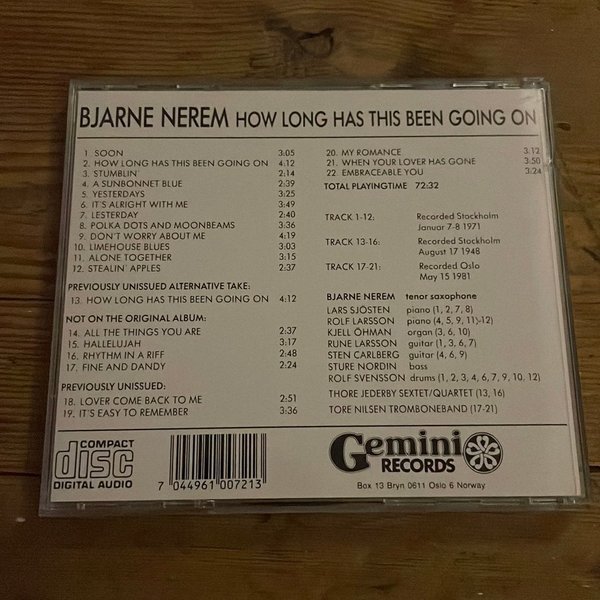 BJARNE NEREM HOW LONG HAS THIS BEEN GOING ON
1 SOON 3:05
2. HOW LONG HAS THIS BEEN GOING ON 4:12
3. STUMBLIN' 2:14
4. A SUNBONNET BLUE 2:39
5. YESTERDAYS 3:25
6. IT'S ALRIGHT WITH ME 3:49
7. LESTERDAY 2:40
8. POLKA DOTS AND MOONBEAMS 3:36
9. DON'T WORRY ABOUT ME 4:19
10. LIMEHOUSE BLUES 3:03
11. ALONE TOGETHER 3:15
12. STEALIN' APPLES 2:37
PREVIOUSLY UNISSUED ALTERNATIVE TAKE:
13. HOW LONG HAS THIS BEEN GOING ON 4:12
NOT ON THE ORIGINAL ALBUM:
14. ALL THE THINGS YOU ARE 2:37
15. HALLELUJAH 3:17
16. RHYTHM IN A RIFF 2:48
17. FINE AND DANDY 2:24
PREVIOUSLY UNISSUED:
18. LOVER COME BACK TO ME 2:51
19. IT'S EASY TO REMEMBER 3:36
20. MY ROMANCE 3:12
21. WHEN YOUR LOVER HAS GONE 3:50
22. EMBRACEABLE YOU 3:24
TOTAL PLAYINGTIME 72:32
TRACK 1-12: Recorded Stockholm
Januar 7-8 1971
TRACK 13-16: Recorded Stockholm
August 17 1948
TRACK 17-21: Recorded Oslo
May 15 1981
BJARNE NEREM tenor saxophone
LARS SJÖSTEN piano (1, 2, 7, 8)
ROLF LARSSON piano (4, 5, 9, 11)-12)
KJELL ÖHMAN organ (3, 6, 10)
RUNE LARSSON guitar (1, 3, 6, 7)
STEN CARLBERG guitar (4, 6, 9)
STURE NORDIN bass
ROLF SVENSSON drums (1, 2, 3, 4, 6, 7, 9, 10, 12)
THORE JEDERBY SEXTET/QUARTET (13, 16)
TORE NILSEN TROMBONEBAND (17-21)
COMPACT
disc
DIGITAL AUDIO
7 044961 007213
Gemini
RECORDS
Box 13 Bryn 0611 Oslo 6 Norway